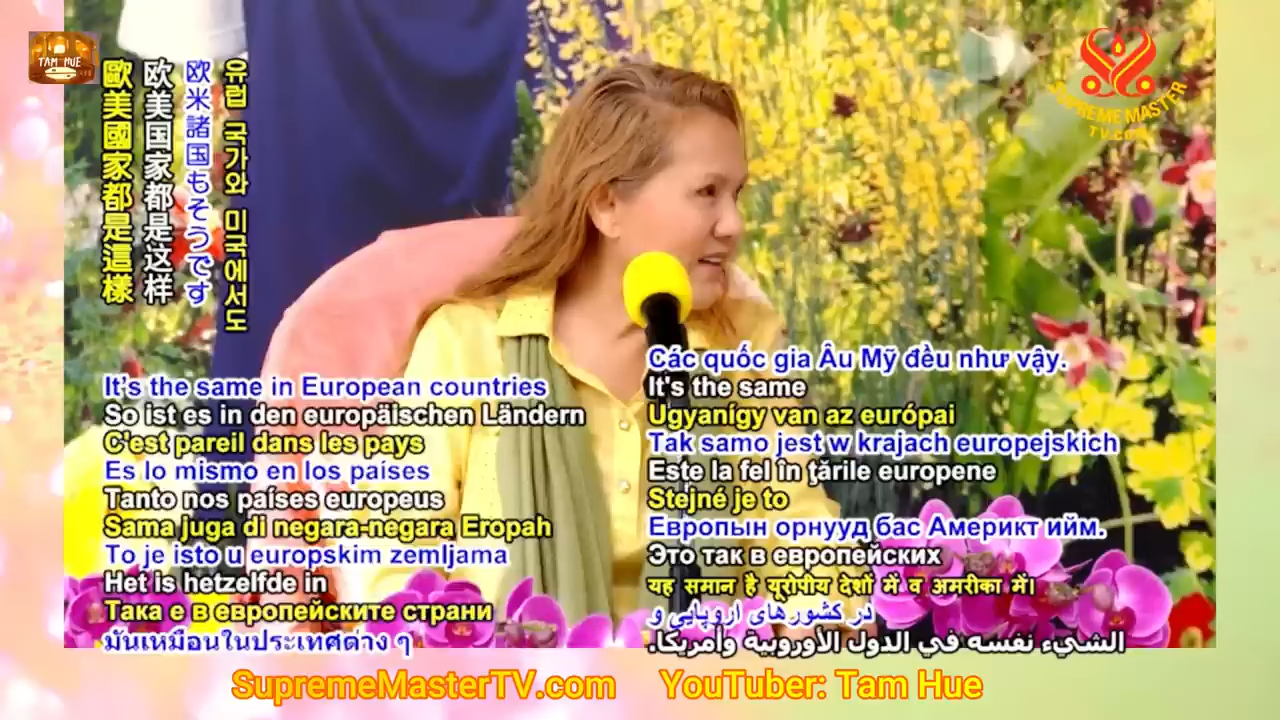 TAM HUE
歐美國家都是這樣
欧美国家都是这样
欧米諸国もそうです
유럽 국가와 미국에서도
SUPREME MASTER
TV.COM
It's the same in European countries
So ist es in den europäischen Ländern
C'est pareil dans les pays
Es lo mismo en los países
Tanto nos países europeus
Sama juga di negara-negara Eropah
To je isto u europskim zemljama
Het is hetzelfde in
Така е в европейските страни
มันเหมือนในประเทศต่าง ๆ
Các quốc gia Âu Mỹ đều như vậy.
It's the same
Ugyanígy van az európai
Tak samo jest w krajach europejskich
Este la fel în ţările europene
Stejné je to
Европын орнууд бас Америкт ийм.
Это так в европейских
यह समान है यूरोपीय देशों में व अमरीका में।
در کشورهای اروپایی و
الشيء نفسه في الدول الأوروبية وأمريكا.
SupremeMasterTV.com YouTuber: Tam Hue